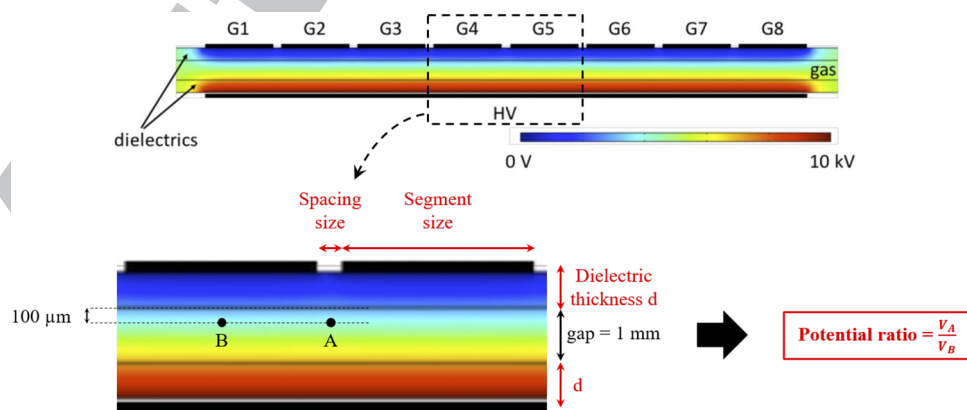 G1 G2 G3 G4 G5 G6 G7 G8
gas
dielectrics
HV
0 V 10 kV
Spacing
size
Segment
size
Dielectric
thickness d
100 µm
B A
gap = 1 mm
d
Potential ratio = V_A/V_B